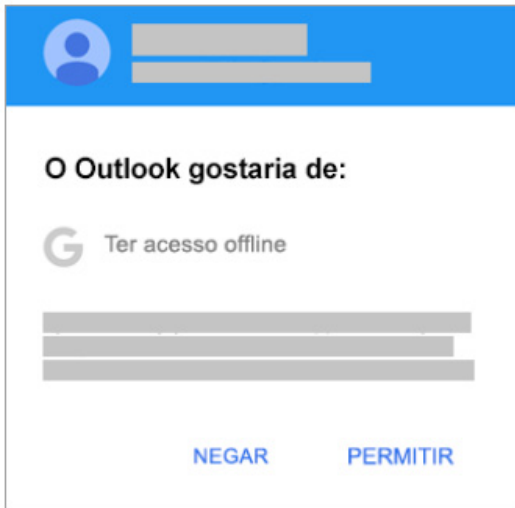 O Outlook gostaria de:
Ter acesso offline
NEGAR PERMITIR